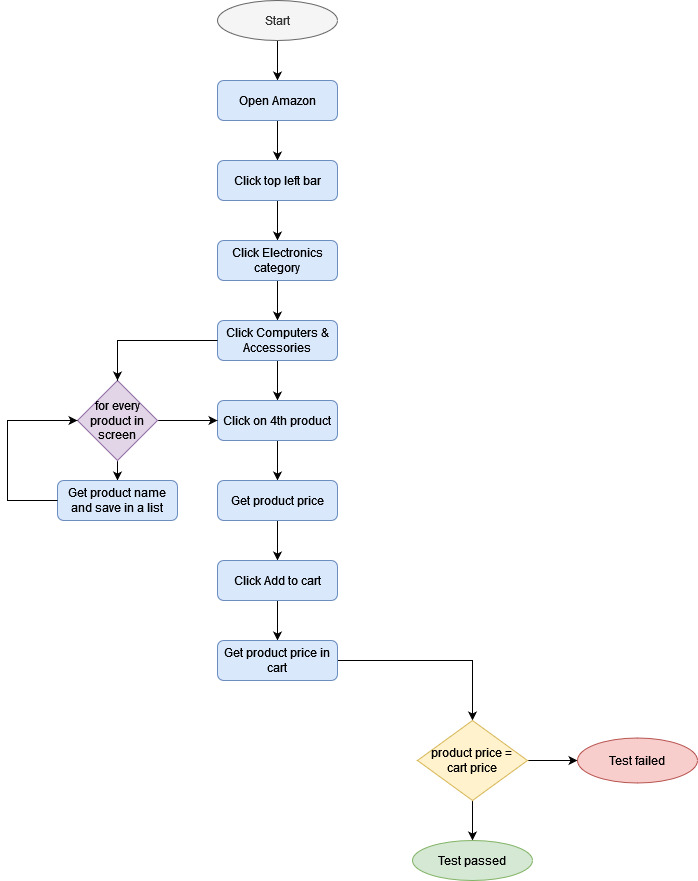 Start
Open Amazon
Click top left bar
Click Electronics
category
Click Computers &
Accessories
for every
product in
screen
Click on 4th product
Get product name
and save in a list
Get product price
Click Add to cart
Get product price in
cart
product price =
cart price
Test failed
Test passed